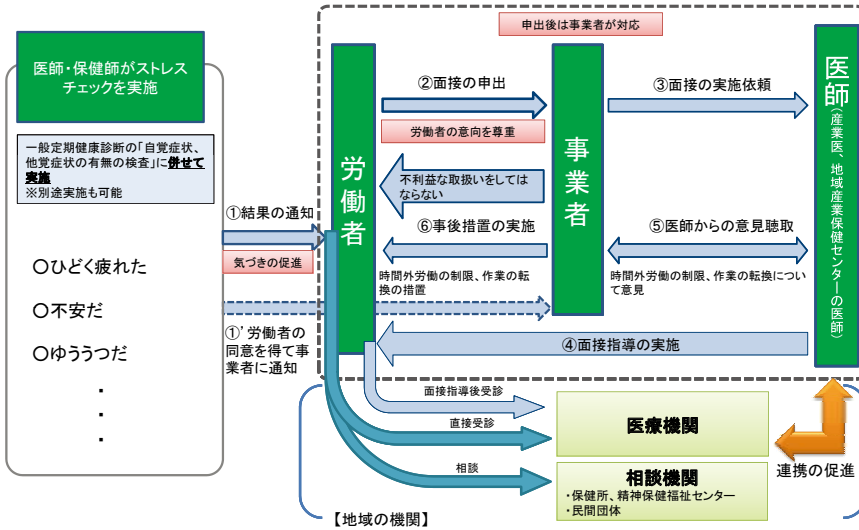 申出後は事業者が対応
医師・保健師がストレス
チェックを実施
一般定期健康診断の「自覚症状、
他覚症状の有無の検査」に併せて
実施
※別途実施も可能
〇ひどく疲れた
〇不安だ
〇ゆううつだ
・
・
・
①結果の通知
気づきの促進
①’労働者の
同意を得て事
業者に通知
労働者
②面接の申出
労働者の意向を尊重
不利益な取扱いをしては
ならない
⑥事後措置の実施
時間外労働の制限、作業の転
換の措置
事業者
③面接の実施依頼
⑤医師からの意見聴取
時間外労働の制限、作業の転換につい
て意見
④面接指導の実施
医師
(産業医、地域産業保健センターの医師)
面接指導後受診
直接受診
相談
医療機関
相談機関
・保健所、精神保健福祉センター
・民間団体
連携の促進
【地域の機関】